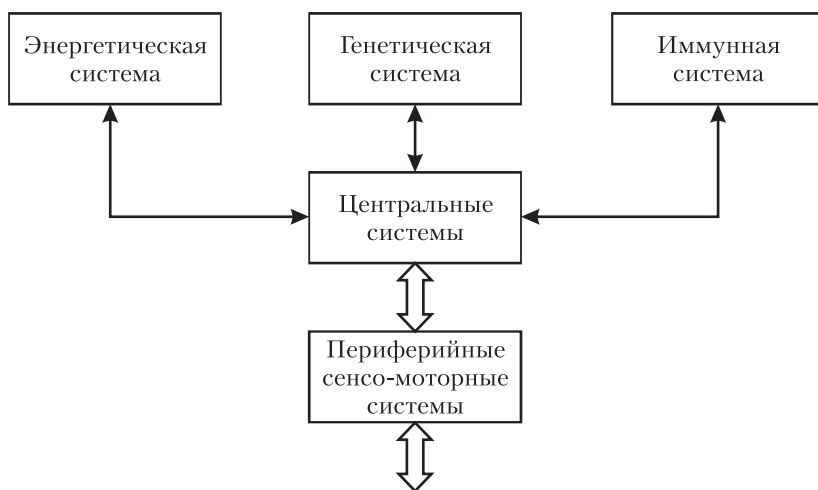 Энергетическая
система
Генетическая
система
Иммунная
система
Центральные
системы
Периферийные
сенсо-моторные
системы